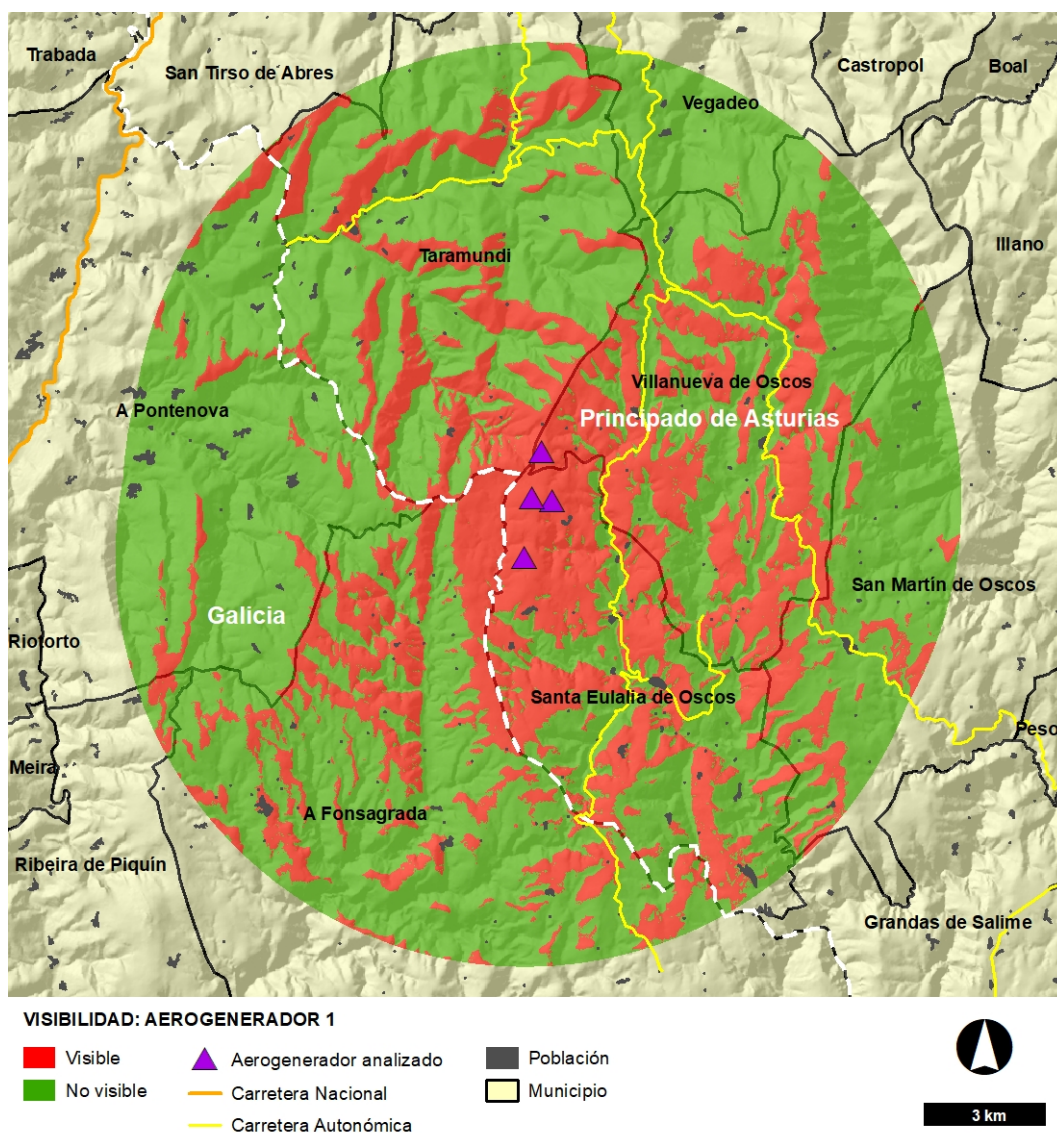 Trabada
San Tirso de Abres
Castropol
Boal
Vegadeo
Illano
Taramundi
Villanueva de Oscos
A Pontenova
Principado de Asturias
San Martín de Oscos
Galicia
Riotorto
Santa Eulalia de Oscos
Peso
Meira
A Fonsagrada
Ribeira de Piquín
Grandas de Salime
VISIBILIDAD: AEROGENERADOR 1
Visible
Aerogenerador analizado
Población
No visible
Carretera Nacional
Municipio
Carretera Autonómica
3 km